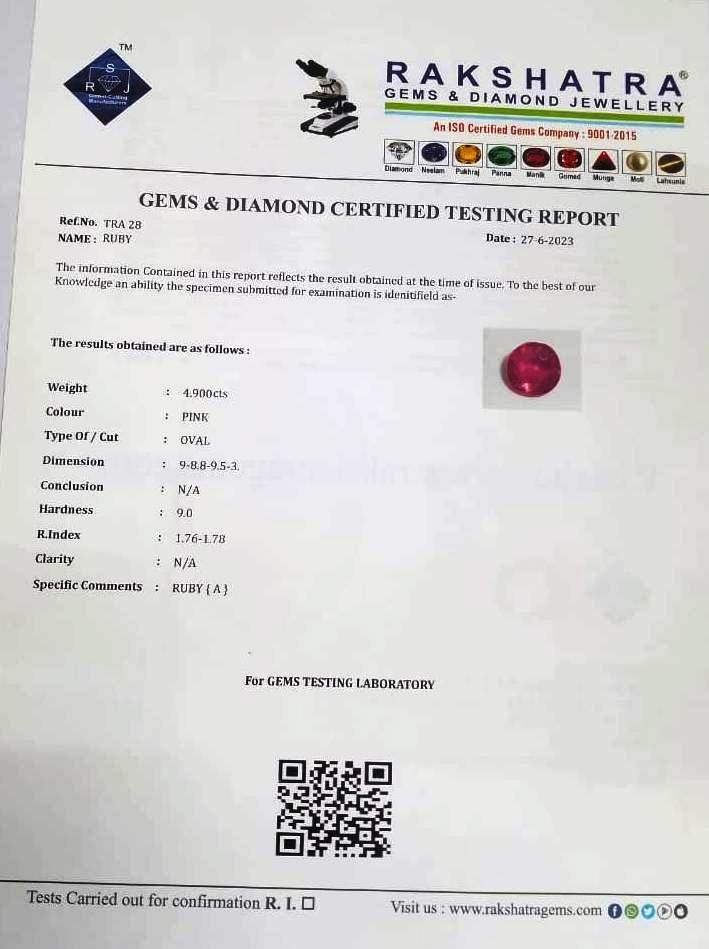 TM
S
R J
Gems-Cutting
Manufacturers
RAKSHATRA®
GEMS & DIAMOND JEWELLERY
An ISO Certified Gems Company : 9001-2015
Diamond Neelam Pukhraj Panna Manik Gomed Munga Moti Lahsunia
GEMS & DIAMOND CERTIFIED TESTING REPORT
Ref.No. TRA 28
NAME : RUBY Date : 27-6-2023
The information Contained in this report reflects the result obtained at the time of issue. To the best of our
Knowledge an ability the specimen submitted for examination is idenitifield as-
The results obtained are as follows :
Weight : 4.900cts
Colour : PINK
Type Of / Cut : OVAL
Dimension : 9-8.8-9.5-3.
Conclusion : N/A
Hardness : 9.0
R.Index : 1.76-1.78
Clarity : N/A
Specific Comments : RUBY { A }
For GEMS TESTING LABORATORY
Tests Carried out for confirmation R. I. ☐
Visit us : www.rakshatragems.com